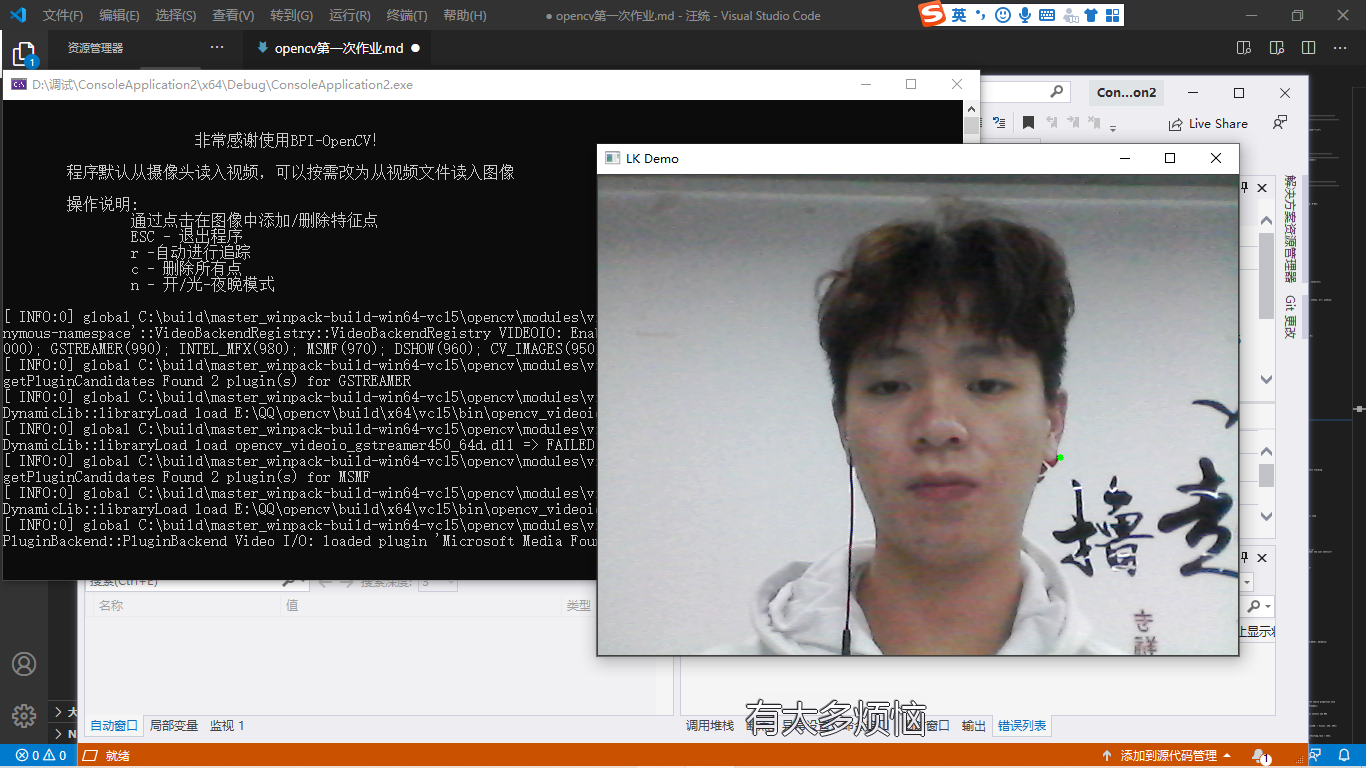 文件(F) 编辑(E) 选择(S) 查看(V) 转到(G) 运行(R) 终端(T) 帮助(H) ● opencv第一次作业.md - 汪统 - Visual Studio Code
英
资源管理器 ··· opencv第一次作业.md ●
1
D:\调试\ConsoleApplication2\x64\Debug\ConsoleApplication2.exe
Con...on2
Live Share
非常感谢使用BPI-OpenCV!
程序默认从摄像头读入视频，可以按需改为从视频文件读入图像
操作说明:
通过点击在图像中添加/删除特征点
ESC - 退出程序
r -自动进行追踪
c - 删除所有点
n - 开/光-夜晚模式
[ INFO:0] global C:\build\master_winpack-build-win64-vc15\opencv\modules\v
nymous-namespace'::VideoBackendRegistry::VideoBackendRegistry VIDEOIO: Ena
000); GSTREAMER(990); INTEL_MFX(980); MSMF(970); DSHOW(960); CV_IMAGES(950
[ INFO:0] global C:\build\master_winpack-build-win64-vc15\opencv\modules\v
getPluginCandidates Found 2 plugin(s) for GSTREAMER
[ INFO:0] global C:\build\master_winpack-build-win64-vc15\opencv\modules\v
DynamicLib::libraryLoad load E:\QQ\opencv\build\x64\vc15\bin\opencv_videoi
[ INFO:0] global C:\build\master_winpack-build-win64-vc15\opencv\modules\v
DynamicLib::libraryLoad load opencv_videoio_gstreamer450_64d.dll => FAILED
[ INFO:0] global C:\build\master_winpack-build-win64-vc15\opencv\modules\v
getPluginCandidates Found 2 plugin(s) for MSMF
[ INFO:0] global C:\build\master_winpack-build-win64-vc15\opencv\modules\v
DynamicLib::libraryLoad load E:\QQ\opencv\build\x64\vc15\bin\opencv_videoi
[ INFO:0] global C:\build\master_winpack-build-win64-vc15\opencv\modules\v
PluginBackend::PluginBackend Video I/O: loaded plugin 'Microsoft Media Fou
LK Demo
解决方案资源管理器
Git 更改
搜索(Ctrl+E) 搜索深度: 3
名称 值 类型
自动窗口 局部变量 监视 1
调用堆栈 窗口 输出 错误列表
有太多烦恼
0 0 就绪 添加到源代码管理 1